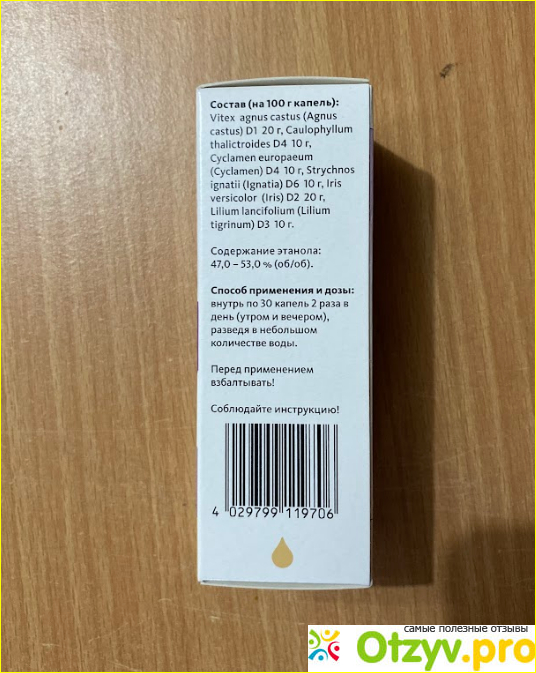 Состав (на 100 г капель):
Vitex agnus castus (Agnus
castus) D1 20 г, Caulophyllum
thalictroides D4 10 г,
Cyclamen europaeum
(Cyclamen) D4 10 г, Strychnos
ignatii (Ignatia) D6 10 г, Iris
versicolor (Iris) D2 20 г,
Lilium lancifolium (Lilium
tigrinum) D3 10 г.
Содержание этанола:
47,0 – 53,0 % (об/об).
Способ применения и дозы:
внутрь по 30 капель 2 раза в
день (утром и вечером),
разведя в небольшом
количестве воды.
Перед применением
взбалтывать!
Соблюдайте инструкцию!
4 029799 119706
самые полезные отзывы
Otzyv.pro